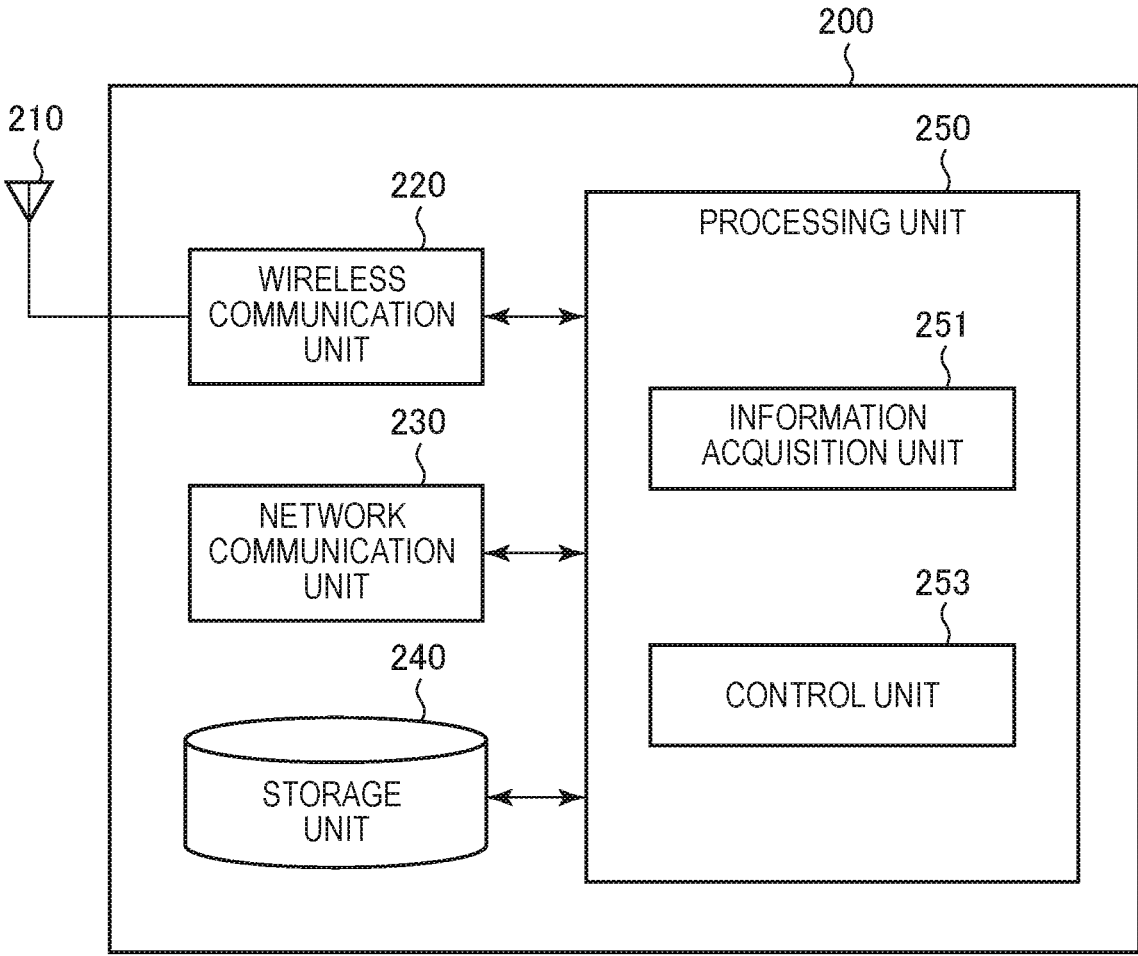 200
210
250
220
PROCESSING UNIT
WIRELESS
COMMUNICATION
UNIT
251
INFORMATION
ACQUISITION UNIT
230
NETWORK
COMMUNICATION
UNIT
253
CONTROL UNIT
240
STORAGE
UNIT